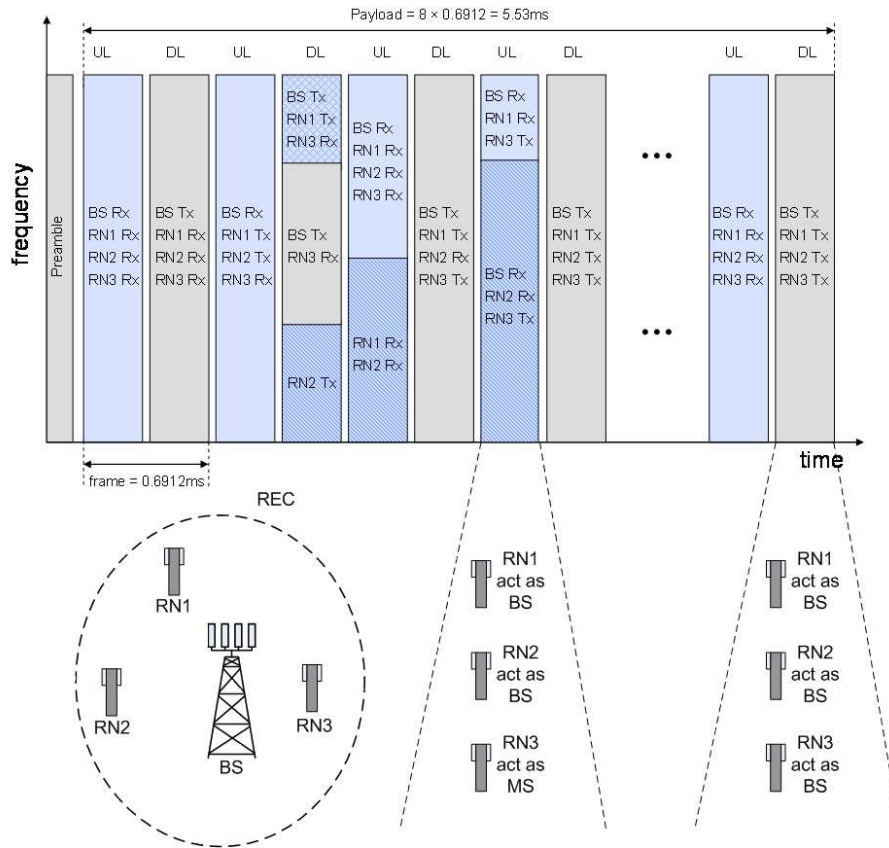 Payload = 8 × 0.6912 = 5.53ms
UL
DL
UL
DL
UL
DL
UL
DL
UL
DL
frequency
Preamble
BS Rx
RN1 Rx
RN2 Rx
RN3 Rx
BS Tx
RN1 Rx
RN2 Rx
RN3 Rx
BS Rx
RN1 Tx
RN2 Tx
RN3 Rx
BS Tx
RN1 Tx
RN3 Rx
BS Tx
RN3 Rx
RN2 Tx
BS Rx
RN1 Rx
RN2 Rx
RN3 Rx
RN1 Rx
RN2 Rx
BS Tx
RN1 Tx
RN2 Rx
RN3 Tx
BS Rx
RN1 Rx
RN3 Tx
BS Rx
RN2 Rx
RN3 Tx
BS Tx
RN1 Tx
RN2 Tx
RN3 Tx
•••
•••
BS Rx
RN1 Rx
RN2 Rx
RN3 Rx
BS Tx
RN1 Tx
RN2 Tx
RN3 Tx
time
frame = 0.6912ms
REC
RN1
RN2
RN3
BS
RN1
act as
BS
RN2
act as
BS
RN3
act as
MS
RN1
act as
BS
RN2
act as
BS
RN3
act as
BS